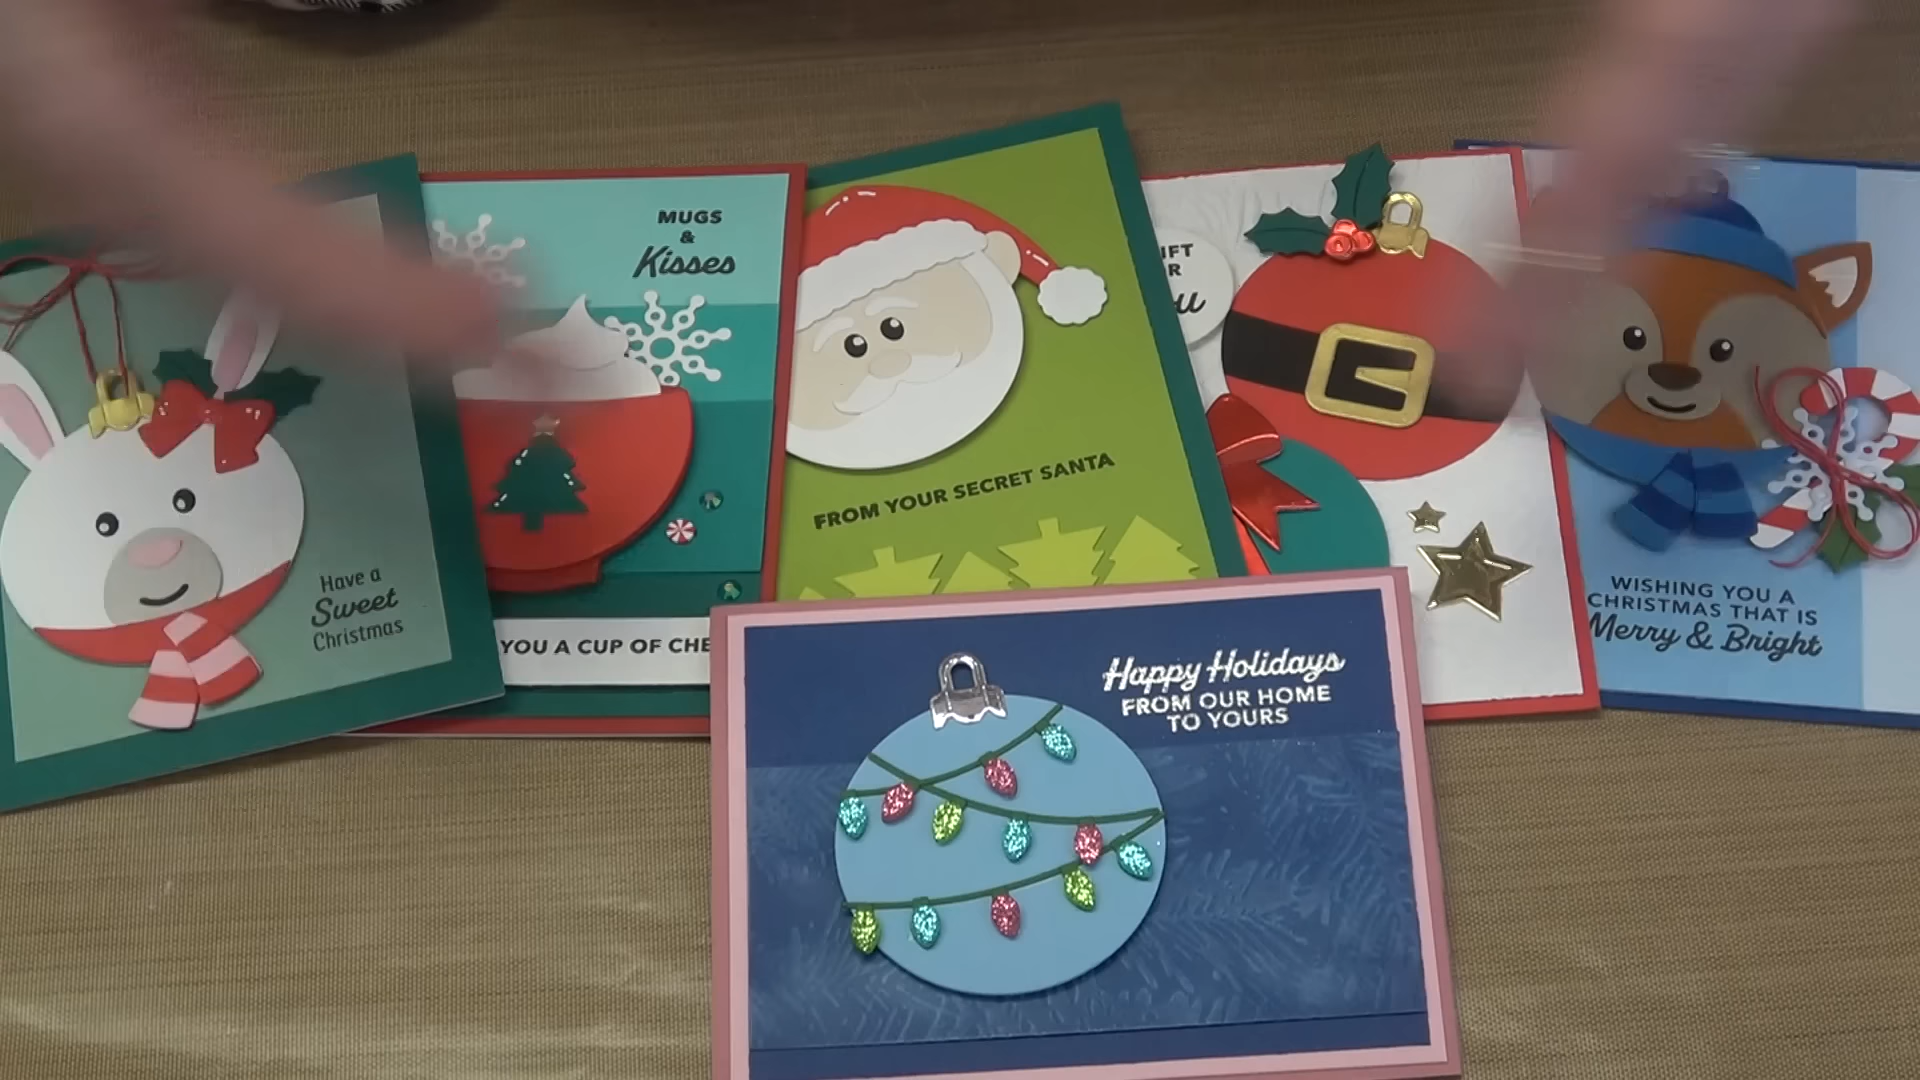 MUGS
&
Kisses
YOU A CUP OF CHE
FROM YOUR SECRET SANTA
IFT
R
u
Have a
Sweet
Christmas
WISHING YOU A
CHRISTMAS THAT IS
Merry & Bright
Happy Holidays
FROM OUR HOME
TO YOURS